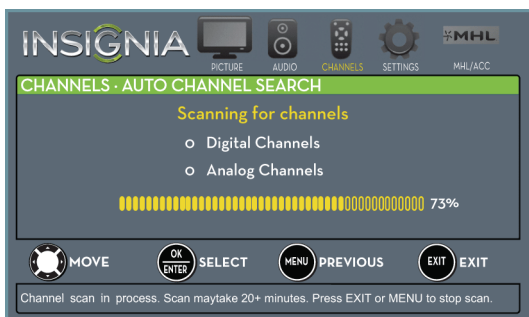 INSIGNIA
PICTURE AUDIO CHANNELS SETTINGS MHL MHL/ACC
CHANNELS · AUTO CHANNEL SEARCH
Scanning for channels
Digital Channels
Analog Channels
73%
MOVE OK ENTER SELECT MENU PREVIOUS EXIT EXIT
Channel scan in process. Scan maytake 20+ minutes. Press EXIT or MENU to stop scan.